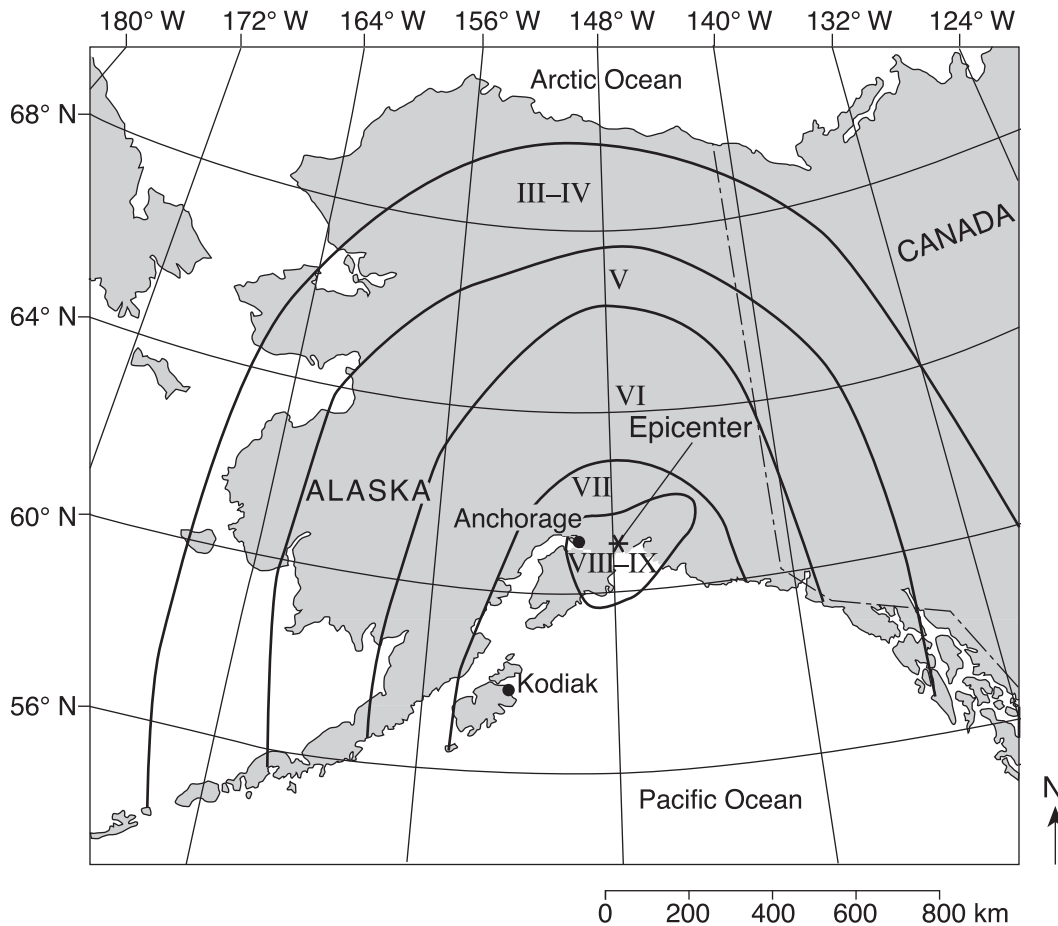 180° W 172° W 164° W 156° W 148° W 140° W 132° W 124° W
Arctic Ocean
68° N
III–IV
CANADA
V
64° N
VI
Epicenter
ALASKA
VII
60° N
Anchorage
VIII–IX
Kodiak
56° N
N
Pacific Ocean
0 200 400 600 800 km